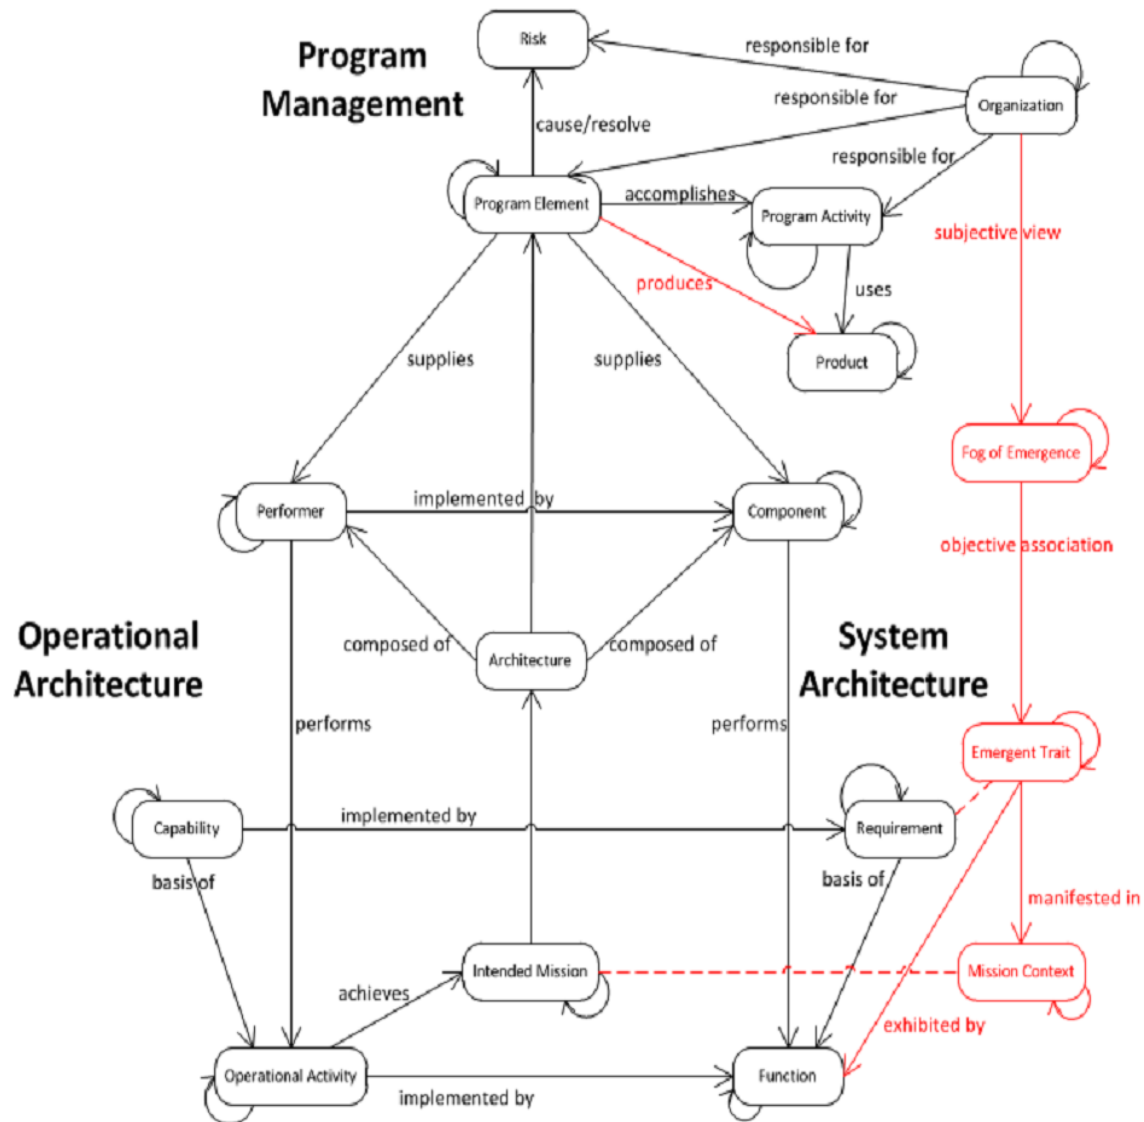 Risk
responsible for
Program
Management
responsible for
Organization
cause/resolve
responsible for
Program Element
accomplishes
Program Activity
subjective view
produces
uses
supplies
supplies
Product
Fog of Emergence
Performer
implemented by
Component
objective association
Operational
Architecture
System
Architecture
composed of
Architecture
composed of
performs
performs
Emergent Trait
Capability
implemented by
Requirement
basis of
basis of
manifested in
Intended Mission
Mission Context
achieves
exhibited by
Operational Activity
implemented by
Function